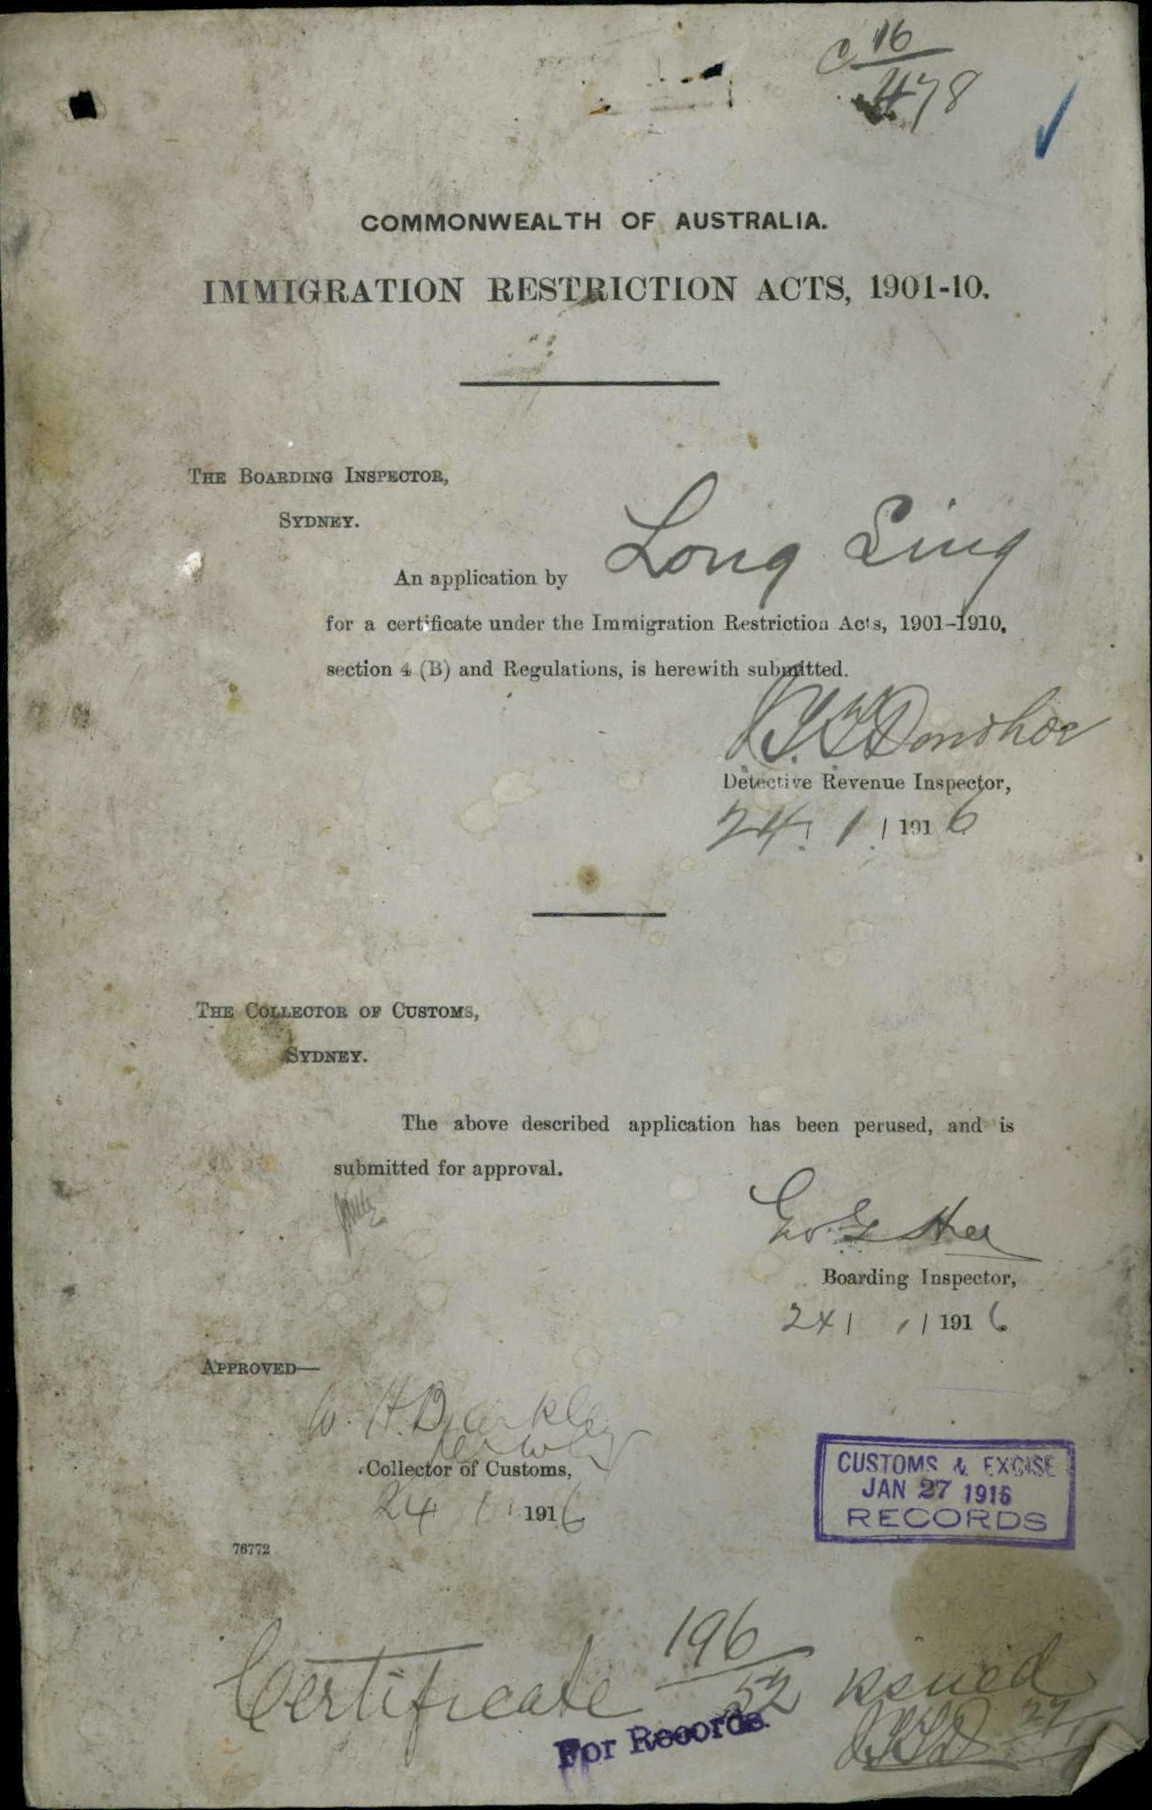 C 16
478
COMMONWEALTH OF AUSTRALIA.
IMMIGRATION RESTRICTION ACTS, 1901-10.
THE BOARDING INSPECTOR,
SYDNEY.
An application by Long Sing
for a certificate under the Immigration Restriction Acts, 1901-1910,
section 4 (B) and Regulations, is herewith submitted.
Donohoe
Detective Revenue Inspector,
24 / 1 / 1916
THE COLLECTOR OF CUSTOMS,
SYDNEY.
The above described application has been perused, and is
submitted for approval.
Geo. G.
Boarding Inspector,
24 / 1 / 1916
APPROVED—
W. H. Barkley
Collector of Customs,
24 1 1916
76772
CUSTOMS & EXCISE
JAN 27 1916
RECORDS
Certificate 196/52 issued
For Records.